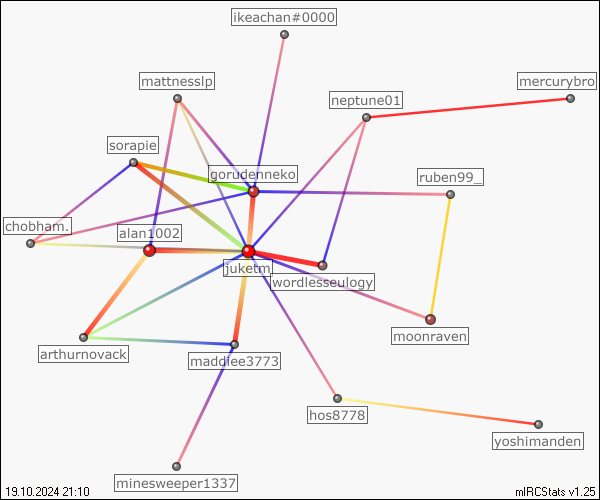 ikeachan#0000
mattnesslp
mercurybro
neptune01
sorapie
gorudenneko
ruben99_
chobham.
alan1002
juketm
wordlesseulogy
moonraven
arthurnovack
maddiee3773
hos8778
yoshimanden
minesweeper1337
19.10.2024 21:10
mIRCStats v1.25